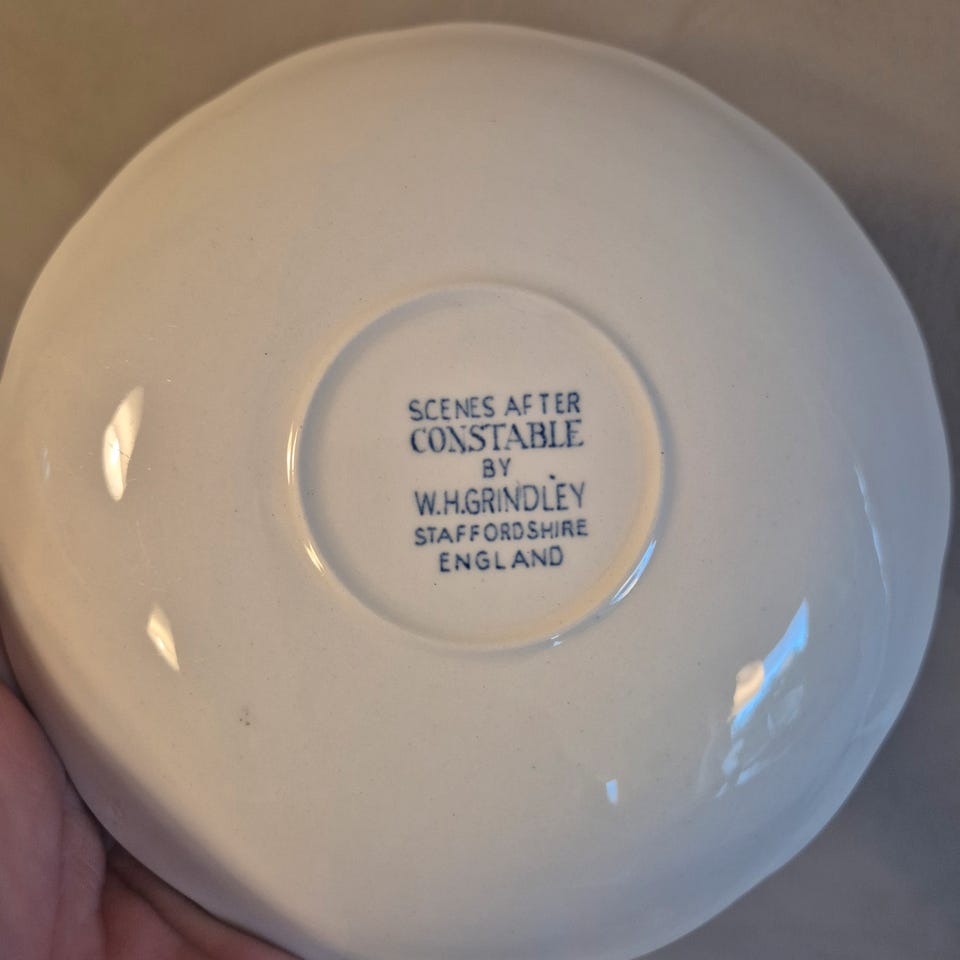 SCENES AFTER
CONSTABLE
BY
W.H.GRINDLEY
STAFFORDSHIRE
ENGLAND